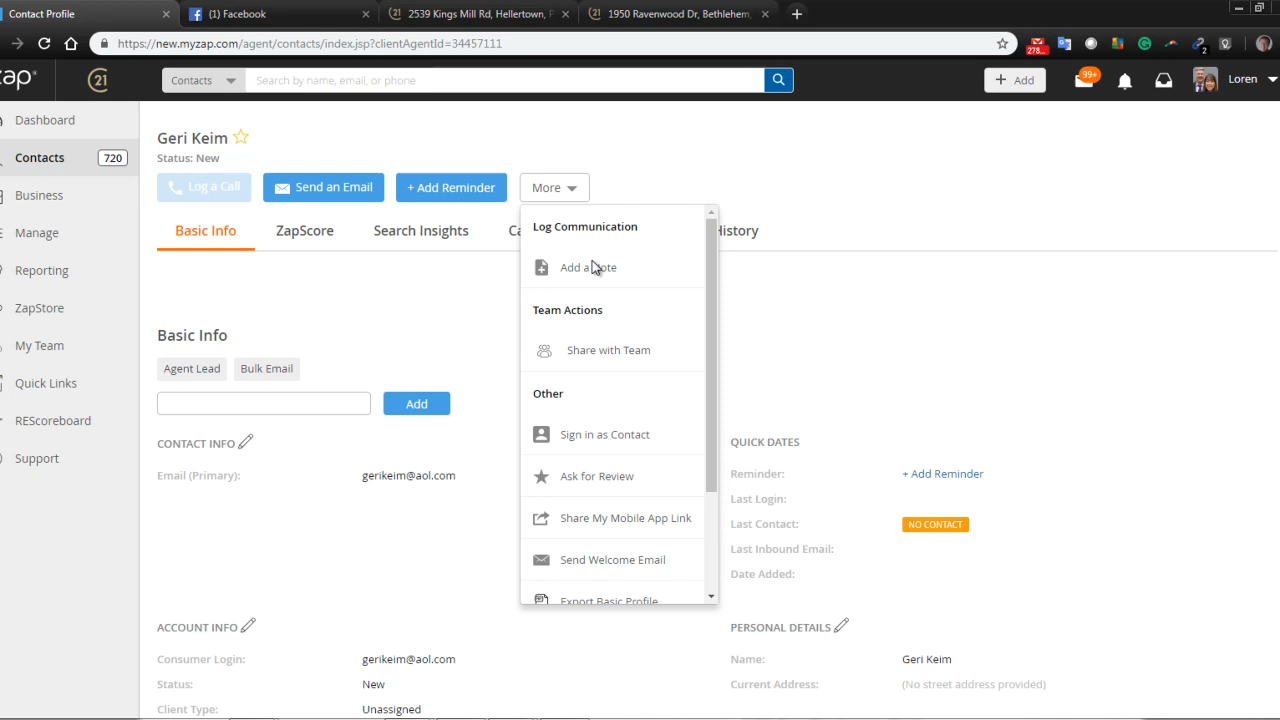 Contact Profile
(1) Facebook
2539 Kings Mill Rd, Hellertown, P
1950 Ravenwood Dr, Bethlehem,
https://new.myzap.com/agent/contacts/index.jsp?clientAgentId=34457111
278...
2
zap
21
Contacts
Search by name, email, or phone
+ Add
99+
Loren
Dashboard
Contacts 720
Business
Manage
Reporting
ZapStore
My Team
Quick Links
REScoreboard
Support
Geri Keim
Status: New
Log a Call
Send an Email
+ Add Reminder
More
Basic Info
ZapScore
Search Insights
History
Log Communication
Add a Note
Team Actions
Share with Team
Other
Sign in as Contact
Ask for Review
Share My Mobile App Link
Send Welcome Email
Export Basic Profile
Basic Info
Agent Lead
Bulk Email
Add
CONTACT INFO
Email (Primary): gerikeim@aol.com
QUICK DATES
Reminder: + Add Reminder
Last Login:
Last Contact: NO CONTACT
Last Inbound Email:
Date Added:
ACCOUNT INFO
Consumer Login: gerikeim@aol.com
Status: New
Client Type: Unassigned
PERSONAL DETAILS
Name: Geri Keim
Current Address: (No street address provided)